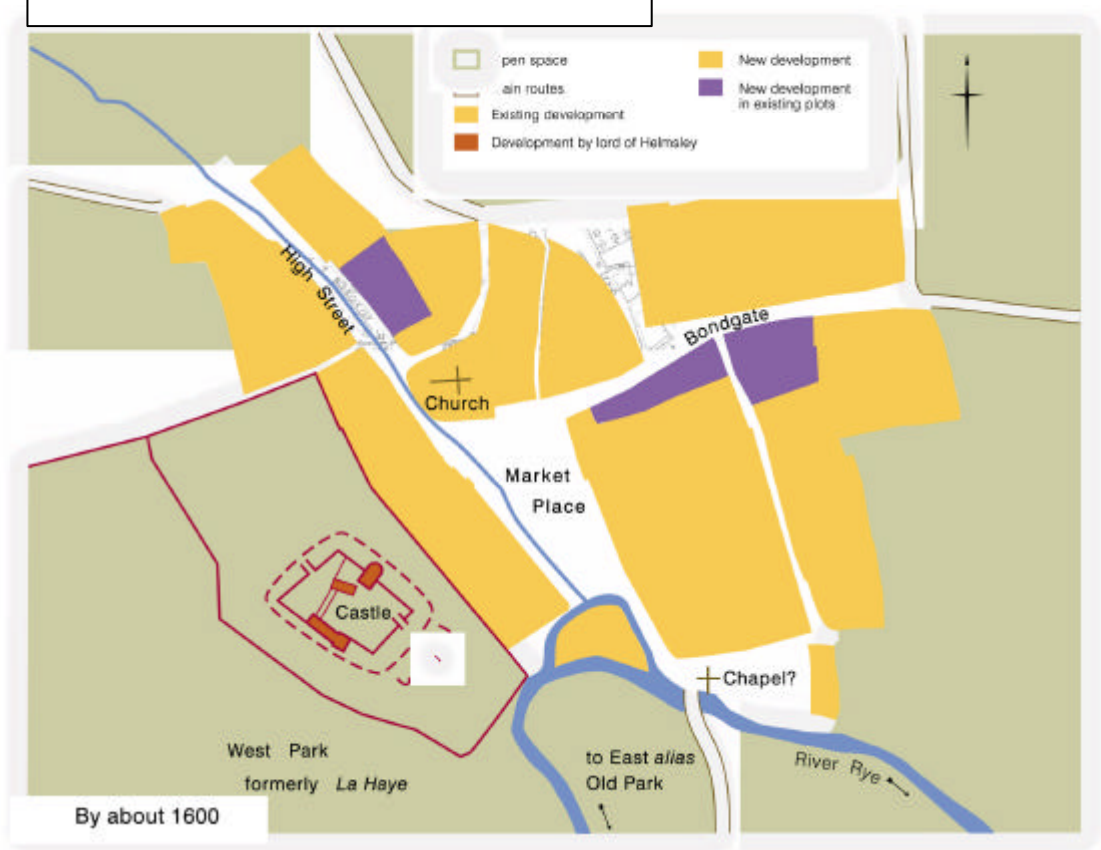 pen space
ain routes
Existing development
Development by lord of Helmsley
New development
New development
in existing plots
High Street
Bondgate
Church
Market
Place
Castle
Chapel?
West Park
formerly La Haye
to East alias
Old Park
River Rye
By about 1600